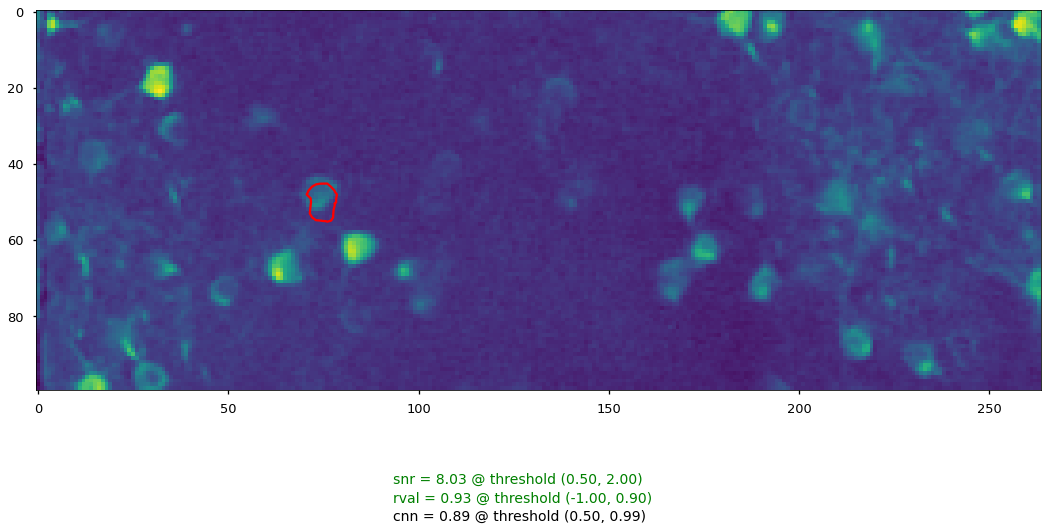 0
20
40
60
80
0 50 100 150 200 250
snr = 8.03 @ threshold (0.50, 2.00)
rval = 0.93 @ threshold (-1.00, 0.90)
cnn = 0.89 @ threshold (0.50, 0.99)